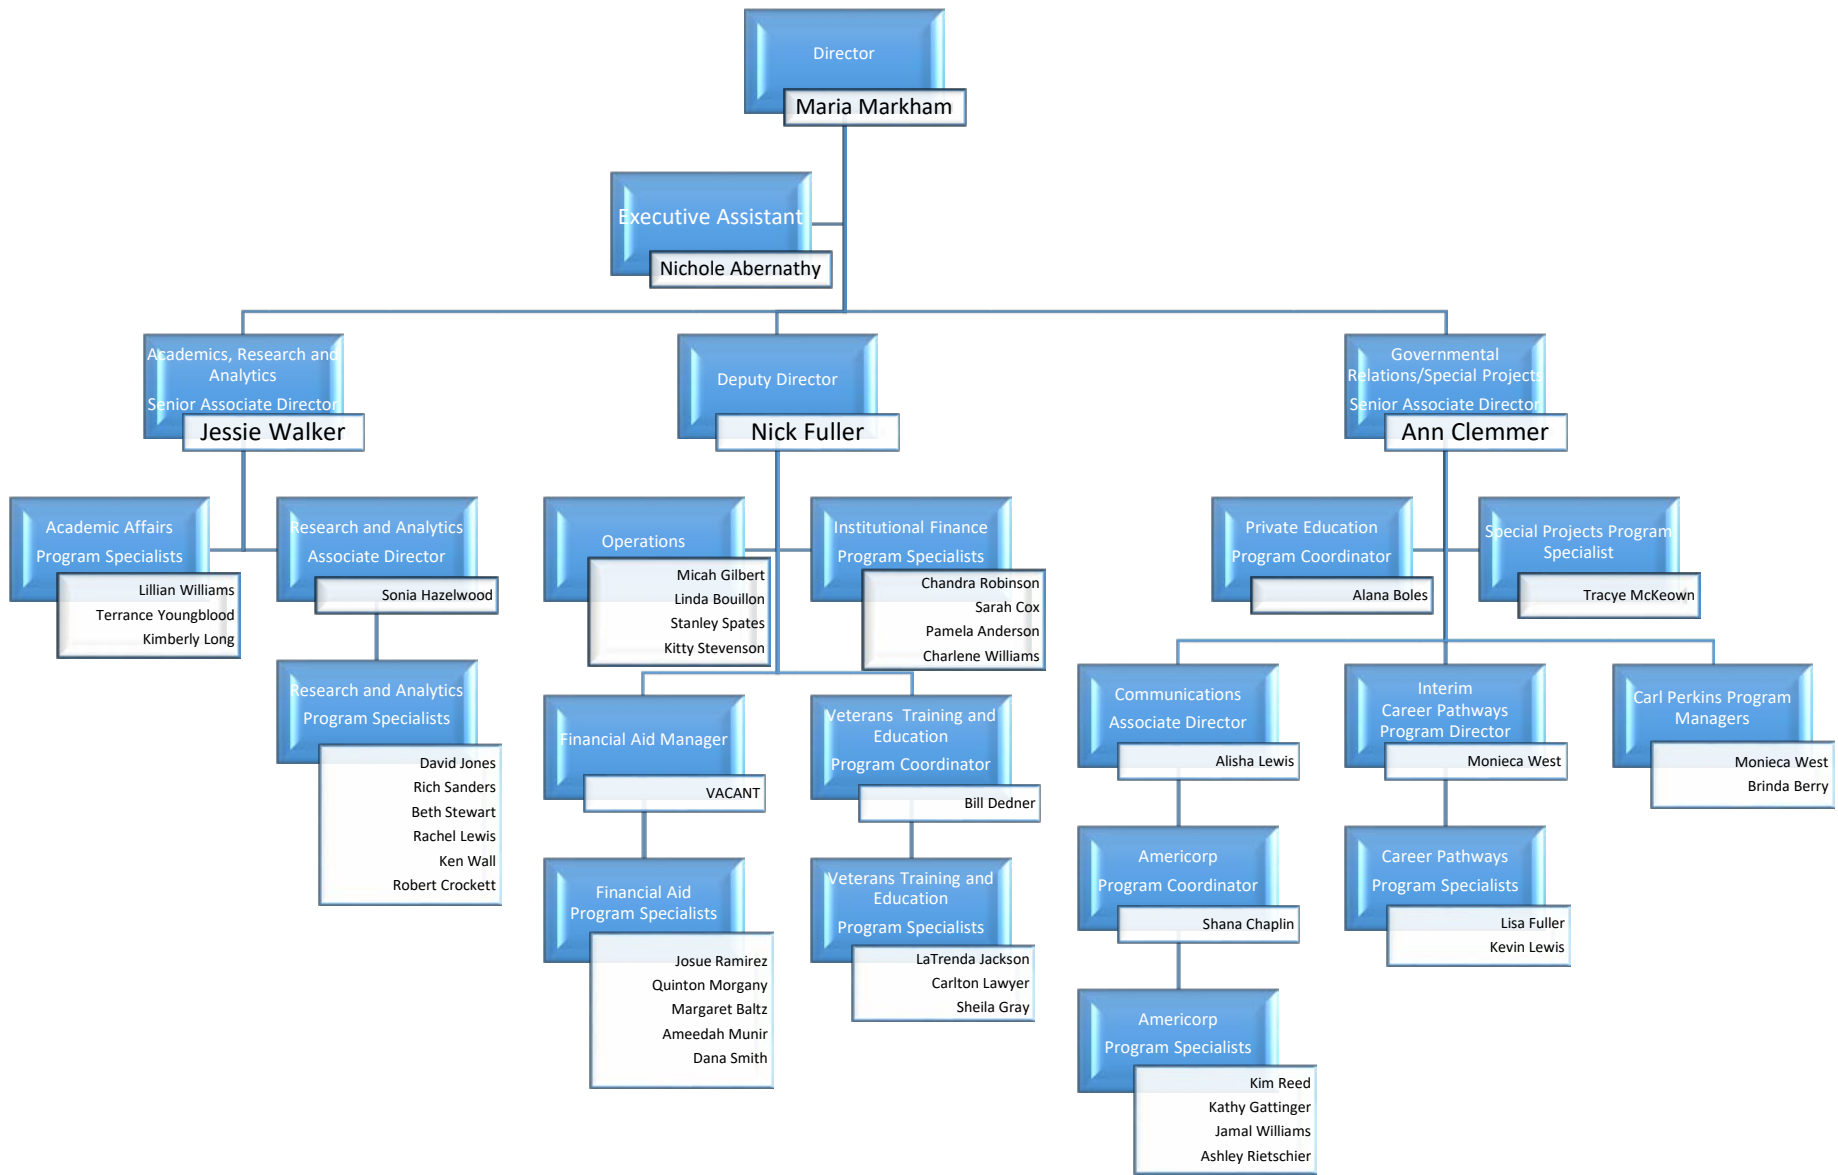 Director
Maria Markham
Executive Assistant
Nichole Abernathy
Academics, Research and
Analytics
Senior Associate Director
Jessie Walker
Deputy Director
Nick Fuller
Governmental
Relations/Special Projects
Senior Associate Director
Ann Clemmer
Academic Affairs
Program Specialists
Lillian Williams
Terrance Youngblood
Kimberly Long
Research and Analytics
Associate Director
Sonia Hazelwood
Research and Analytics
Program Specialists
David Jones
Rich Sanders
Beth Stewart
Rachel Lewis
Ken Wall
Robert Crockett
Operations
Micah Gilbert
Linda Bouillon
Stanley Spates
Kitty Stevenson
Institutional Finance
Program Specialists
Chandra Robinson
Sarah Cox
Pamela Anderson
Charlene Williams
Financial Aid Manager
VACANT
Financial Aid
Program Specialists
Josue Ramirez
Quinton Morgany
Margaret Baltz
Ameedah Munir
Dana Smith
Veterans  Training and
Education
Program Coordinator
Bill Dedner
Veterans Training and
Education
Program Specialists
LaTrenda Jackson
Carlton Lawyer
Sheila Gray
Private Education
Program Coordinator
Alana Boles
Special Projects Program
Specialist
Tracye McKeown
Communications
Associate Director
Alisha Lewis
Americorp
Program Coordinator
Shana Chaplin
Americorp
Program Specialists
Kim Reed
Kathy Gattinger
Jamal Williams
Ashley Rietschier
Interim
Career Pathways
Program Director
Monieca West
Career Pathways
Program Specialists
Lisa Fuller
Kevin Lewis
Carl Perkins Program
Managers
Monieca West
Brinda Berry